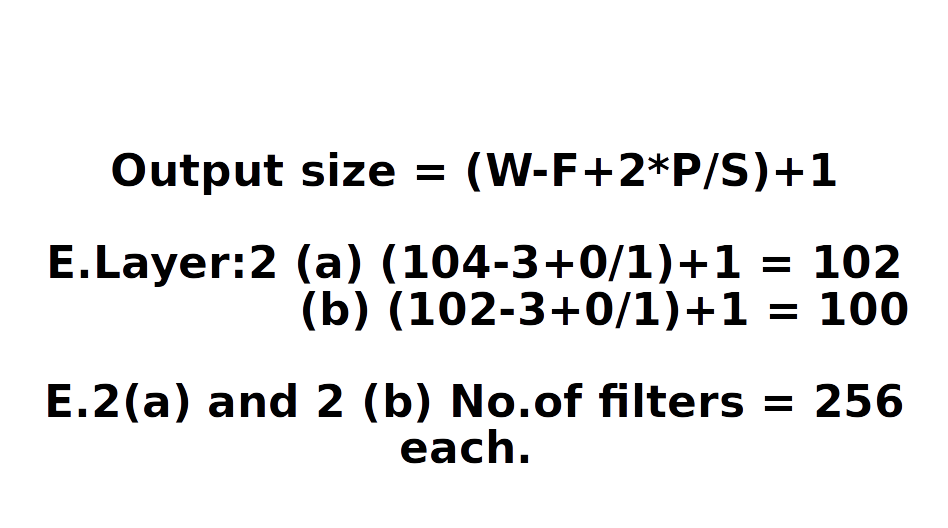 Output size = (W-F+2*P/S)+1
E.Layer:2 (a) (104-3+0/1)+1 = 102
(b) (102-3+0/1)+1 = 100
E.2(a) and 2 (b) No.of filters = 256
each.